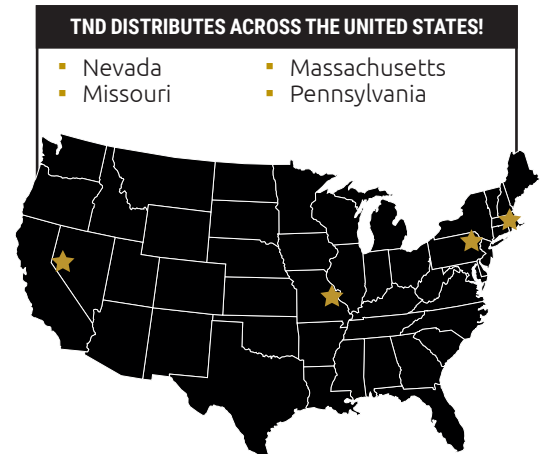 TND DISTRIBUTES ACROSS THE UNITED STATES!
Nevada
Missouri
Massachusetts
Pennsylvania